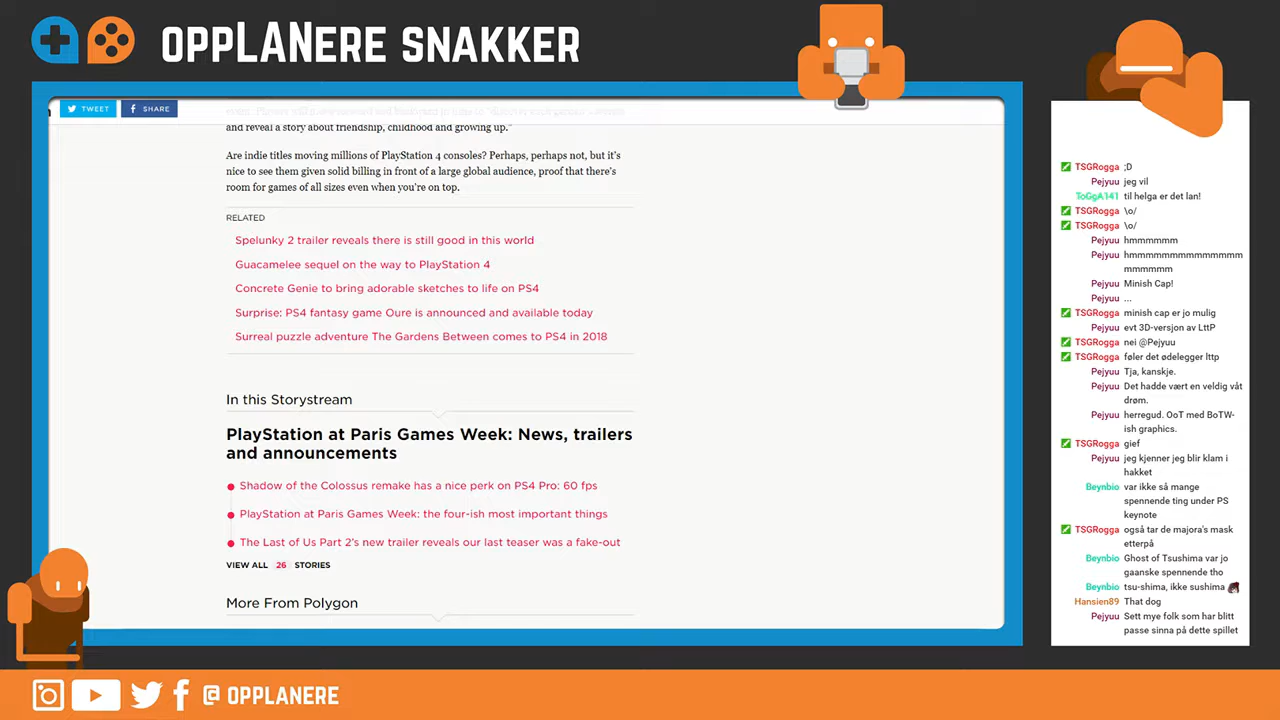 OPPLANERE SNAKKER
TWEET
SHARE
and reveal a story about friendship, childhood and growing up."
Are indie titles moving millions of PlayStation 4 consoles? Perhaps, perhaps not, but it's
nice to see them given solid billing in front of a large global audience, proof that there's
room for games of all sizes even when you're on top.
RELATED
Spelunky 2 trailer reveals there is still good in this world
Guacamelee sequel on the way to PlayStation 4
Concrete Genie to bring adorable sketches to life on PS4
Surprise: PS4 fantasy game Oure is announced and available today
Surreal puzzle adventure The Gardens Between comes to PS4 in 2018
In this Storystream
PlayStation at Paris Games Week: News, trailers
and announcements
Shadow of the Colossus remake has a nice perk on PS4 Pro: 60 fps
PlayStation at Paris Games Week: the four-ish most important things
The Last of Us Part 2's new trailer reveals our last teaser was a fake-out
VIEW ALL 26 STORIES
More From Polygon
TSGRogga ;D
Pejyuu jeg vil
ToGgA141 til helga er det lan!
TSGRogga \o/
TSGRogga \o/
Pejyuu hmmmmmm
Pejyuu hmmmmmmmmmmmmmm
mmmmmm
Pejyuu Minish Cap!
Pejyuu ...
TSGRogga minish cap er jo mulig
Pejyuu evt 3D-versjon av LttP
TSGRogga nei @Pejyuu
TSGRogga føler det ødelegger lttp
Pejyuu Tja, kanskje.
Pejyuu Det hadde vært en veldig våt
drøm.
Pejyuu herregud. OoT med BoTW-
ish graphics.
TSGRogga gief
Pejyuu jeg kjenner jeg blir klam i
hakket
Beynbio var ikke så mange
spennende ting under PS
keynote
TSGRogga også tar de majora's mask
etterpå
Beynbio Ghost of Tsushima var jo
gaanske spennende tho
Beynbio tsu-shima, ikke sushima
Hansien89 That dog
Pejyuu Sett mye folk som har blitt
passe sinna på dette spillet
@ OPPLANERE